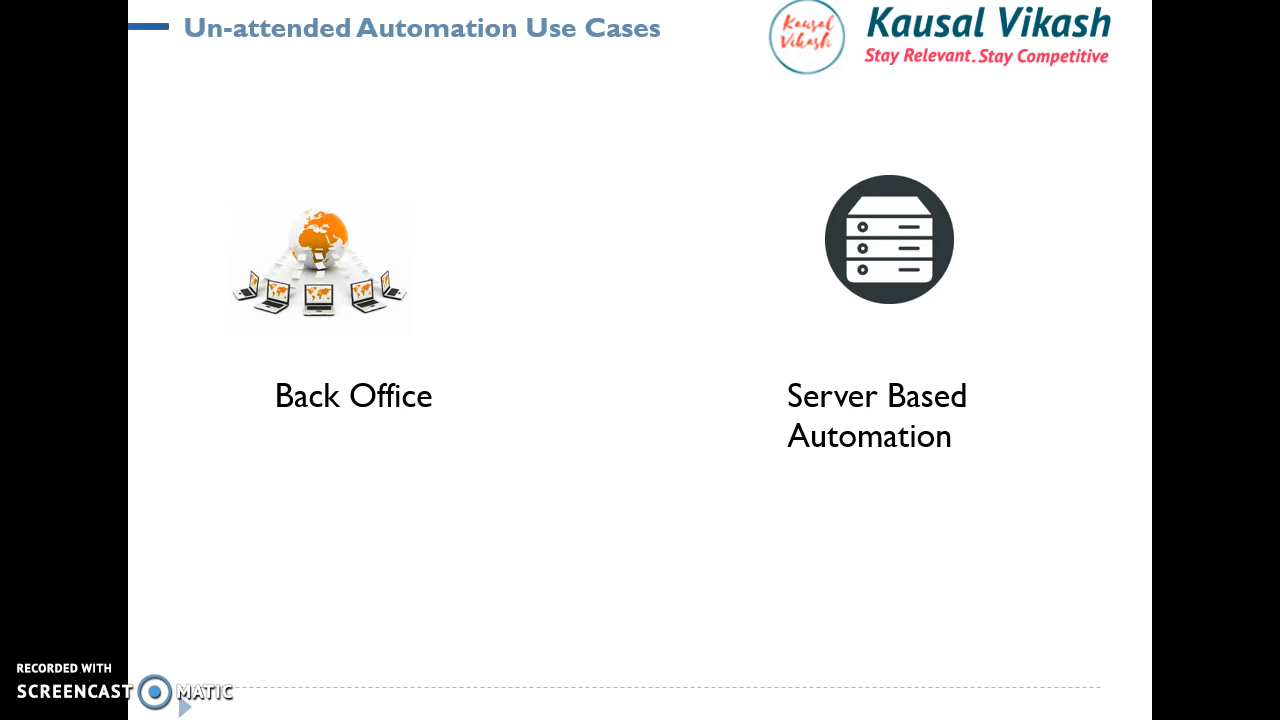 Un-attended Automation Use Cases
Kausal
Vikash
Kausal Vikash
Stay Relevant. Stay Competitive
Back Office
Server Based
Automation
RECORDED WITH
SCREENCAST MATIC